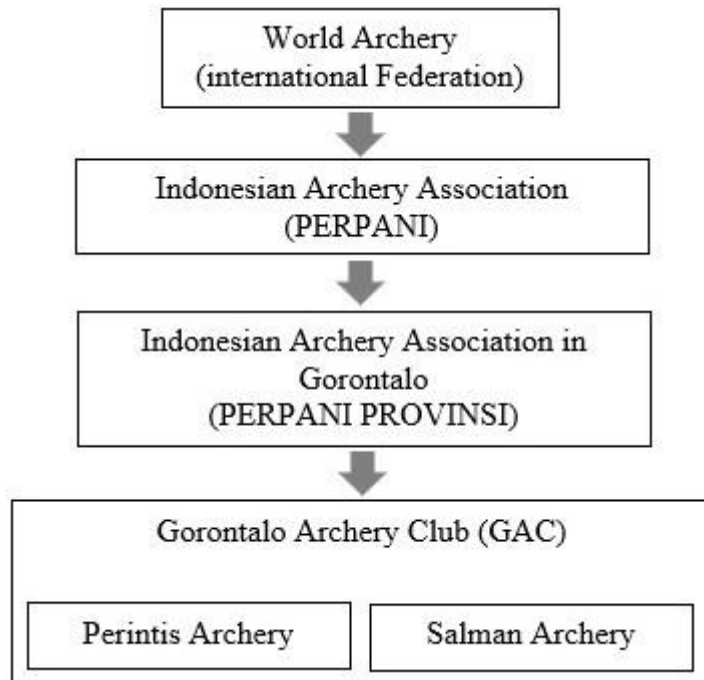 World Archery
(international Federation)
Indonesian Archery Association
(PERPANI)
Indonesian Archery Association in
Gorontalo
(PERPANI PROVINSI)
Gorontalo Archery Club (GAC)
Perintis Archery
Salman Archery